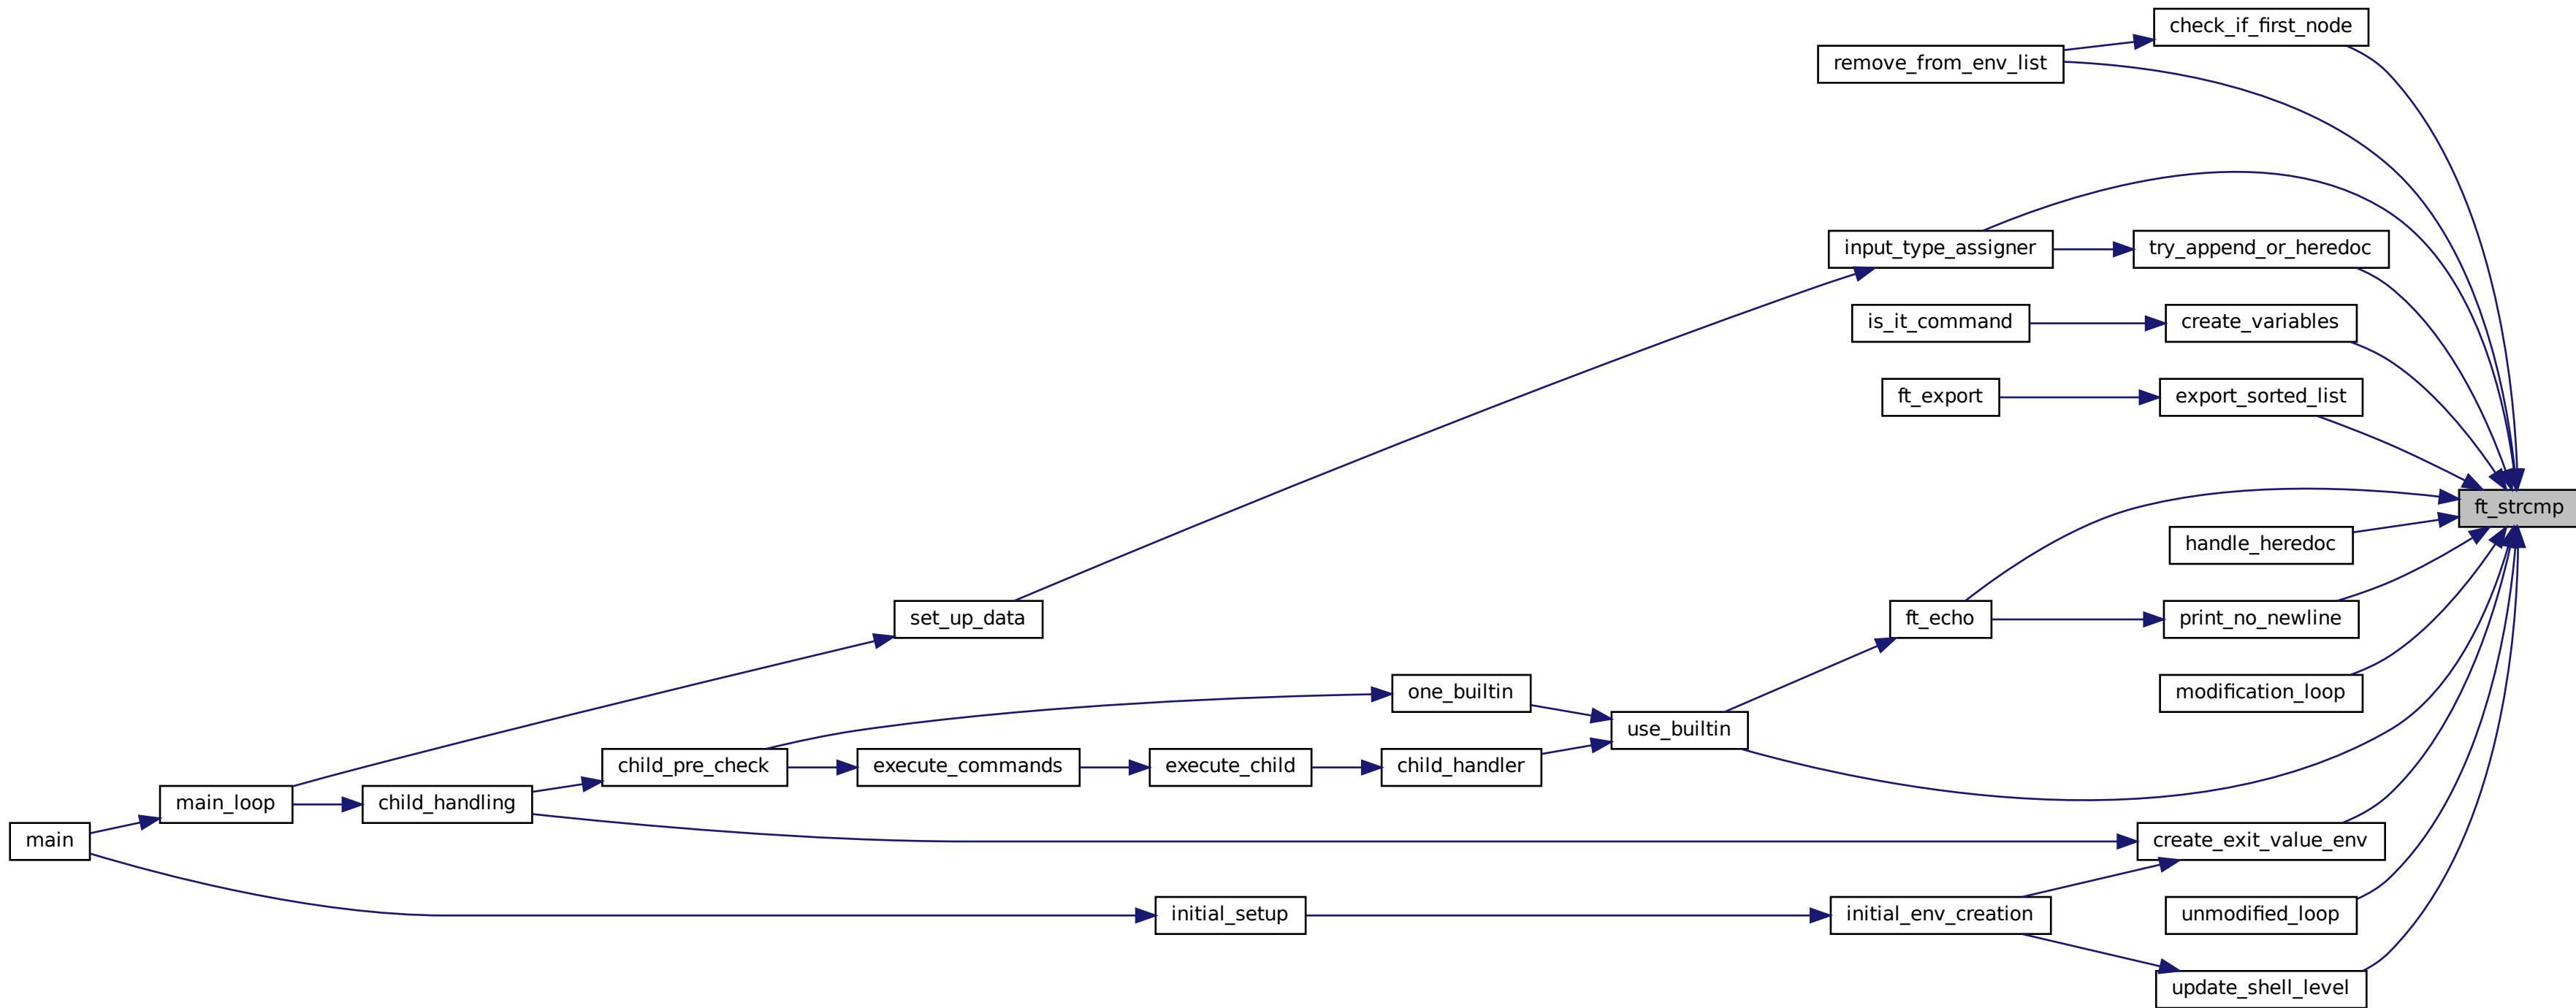 check_if_first_node
remove_from_env_list
input_type_assigner
try_append_or_heredoc
is_it_command
create_variables
ft_export
export_sorted_list
ft_strcmp
handle_heredoc
set_up_data
ft_echo
print_no_newline
one_builtin
modification_loop
use_builtin
child_pre_check
execute_commands
execute_child
child_handler
main_loop
child_handling
main
create_exit_value_env
initial_setup
initial_env_creation
unmodified_loop
update_shell_level